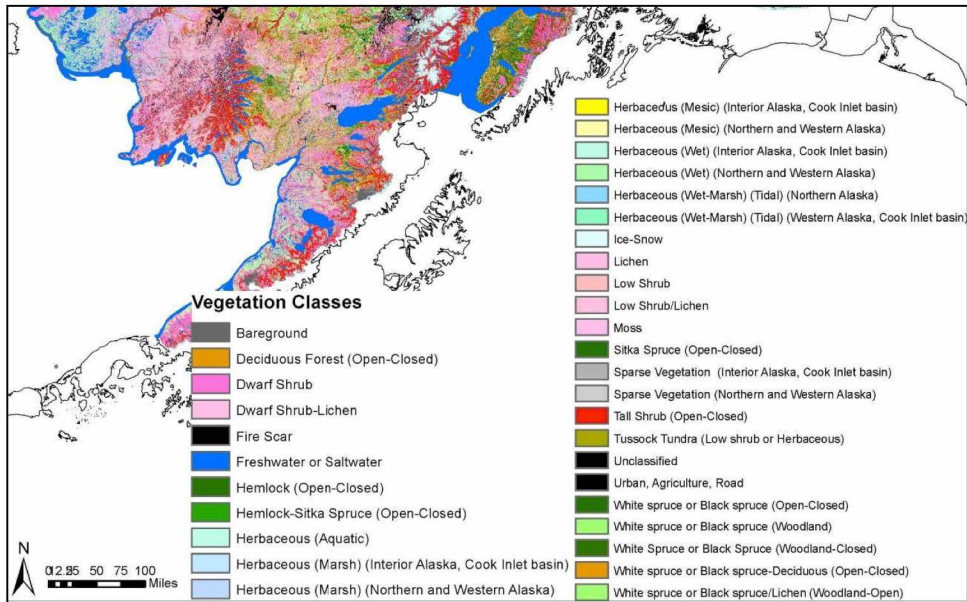 Vegetation Classes
Bareground
Deciduous Forest (Open-Closed)
Dwarf Shrub
Dwarf Shrub-Lichen
Fire Scar
Freshwater or Saltwater
Hemlock (Open-Closed)
Hemlock-Sitka Spruce (Open-Closed)
Herbaceous (Aquatic)
Herbaceous (Marsh) (Interior Alaska, Cook Inlet basin)
Herbaceous (Marsh) (Northern and Western Alaska)
Herbaceous (Mesic) (Interior Alaska, Cook Inlet basin)
Herbaceous (Mesic) (Northern and Western Alaska)
Herbaceous (Wet) (Interior Alaska, Cook Inlet basin)
Herbaceous (Wet) (Northern and Western Alaska)
Herbaceous (Wet-Marsh) (Tidal) (Northern Alaska)
Herbaceous (Wet-Marsh) (Tidal) (Western Alaska, Cook Inlet basin)
Ice-Snow
Lichen
Low Shrub
Low Shrub/Lichen
Moss
Sitka Spruce (Open-Closed)
Sparse Vegetation (Interior Alaska, Cook Inlet basin)
Sparse Vegetation (Northern and Western Alaska)
Tall Shrub (Open-Closed)
Tussock Tundra (Low shrub or Herbaceous)
Unclassified
Urban, Agriculture, Road
White spruce or Black spruce (Open-Closed)
White spruce or Black spruce (Woodland)
White Spruce or Black Spruce (Woodland-Closed)
White spruce or Black spruce-Deciduous (Open-Closed)
White spruce or Black spruce/Lichen (Woodland-Open)
N
0 12.5 25 50 75 100
Miles